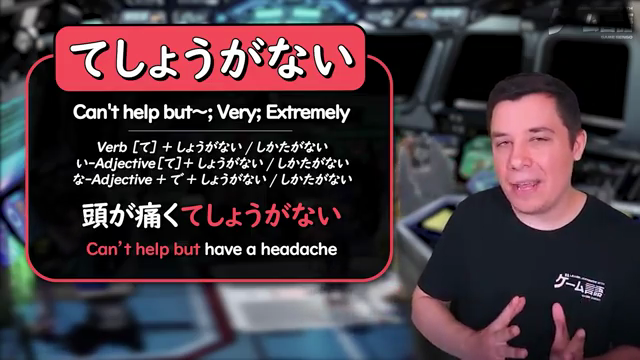 てしょうがない
Can't help but～; Very; Extremely
Verb [て] + しょうがない / しかたがない
い-Adjective[て]+ しょうがない / しかたがない
な-Adjective + で + しょうがない / しかたがない
頭が痛くてしょうがない
Can't help but have a headache
ゲーム言語